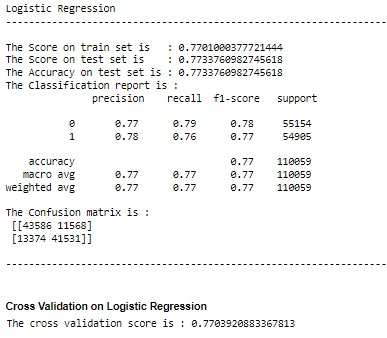 Logistic Regression
--------------------------------------------------------------------------------
The Score on train set is   : 0.7701000377721444
The Score on test set is    : 0.7733760982745618
The Accuracy on test set is : 0.7733760982745618
The Classification report is :
              precision    recall  f1-score   support

           0       0.77      0.79      0.78     55154
           1       0.78      0.76      0.77     54905

    accuracy                           0.77    110059
   macro avg       0.77      0.77      0.77    110059
weighted avg       0.77      0.77      0.77    110059

The Confusion matrix is :
 [[43586 11568]
 [13374 41531]]

--------------------------------------------------------------------------------

Cross Validation on Logistic Regression
The cross validation score is : 0.7703920883367813